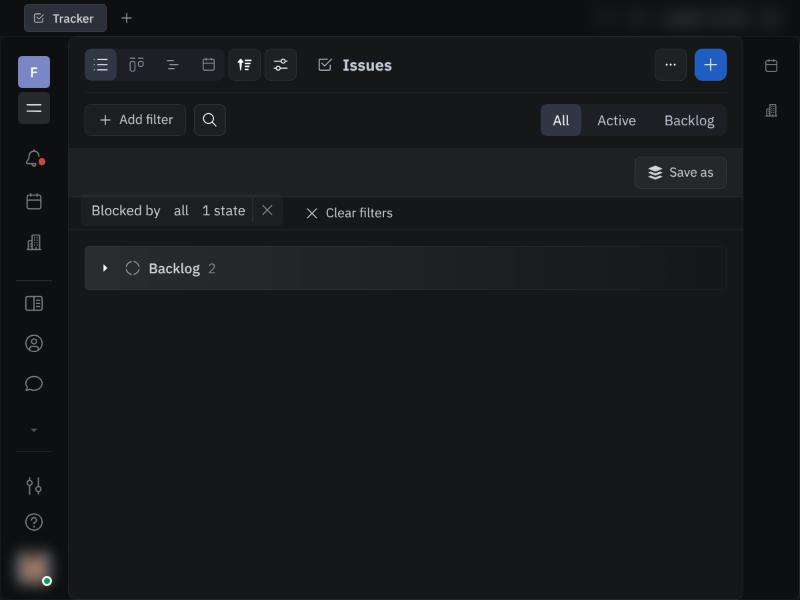 Tracker
F
Issues
Add filter
All Active Backlog
Save as
Blocked by all 1 state
Clear filters
Backlog 2